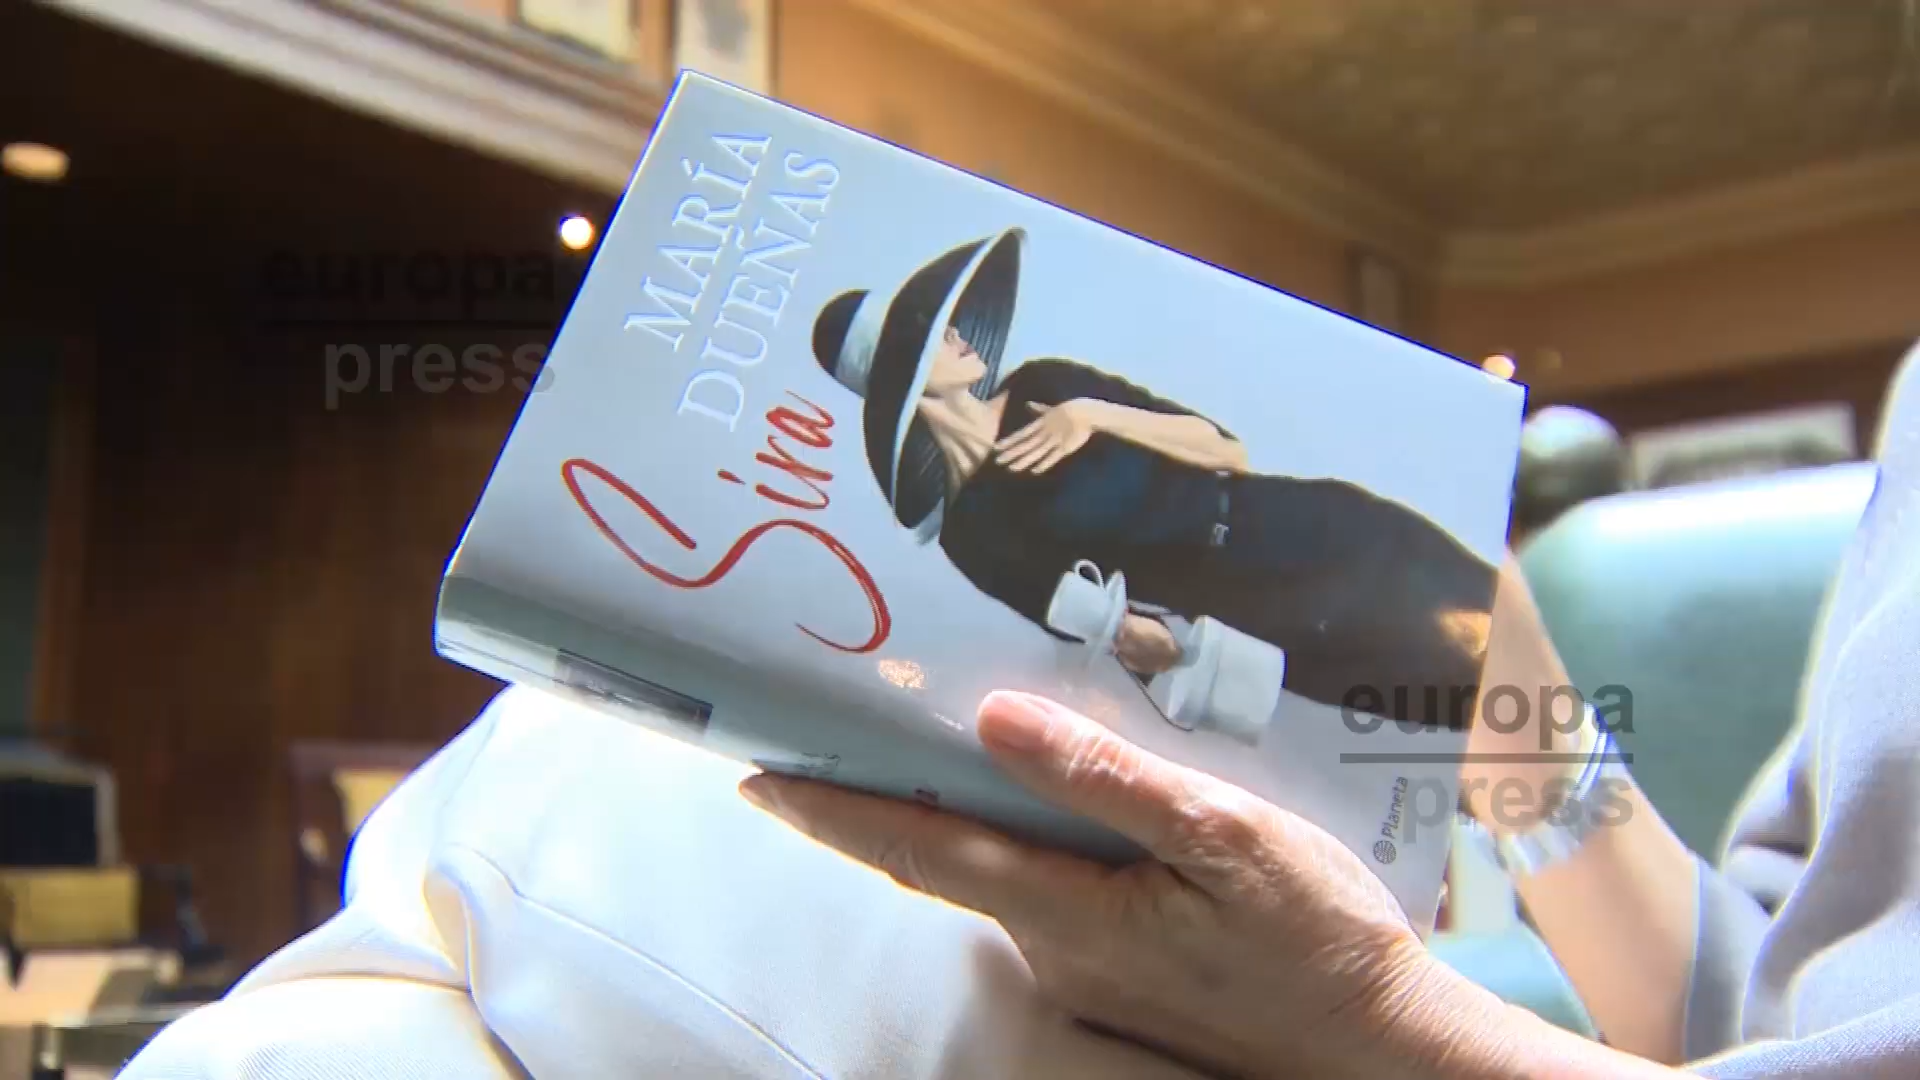 MARÍA
DUEÑAS
Sira
Planeta
europa
press
europa
press